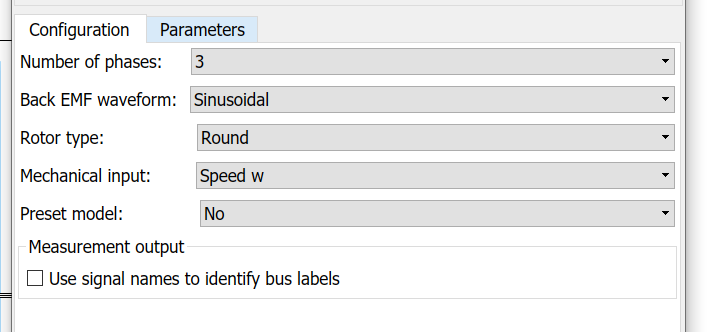 Configuration Parameters
Number of phases: 3
Back EMF waveform: Sinusoidal
Rotor type: Round
Mechanical input: Speed w
Preset model: No
Measurement output
Use signal names to identify bus labels